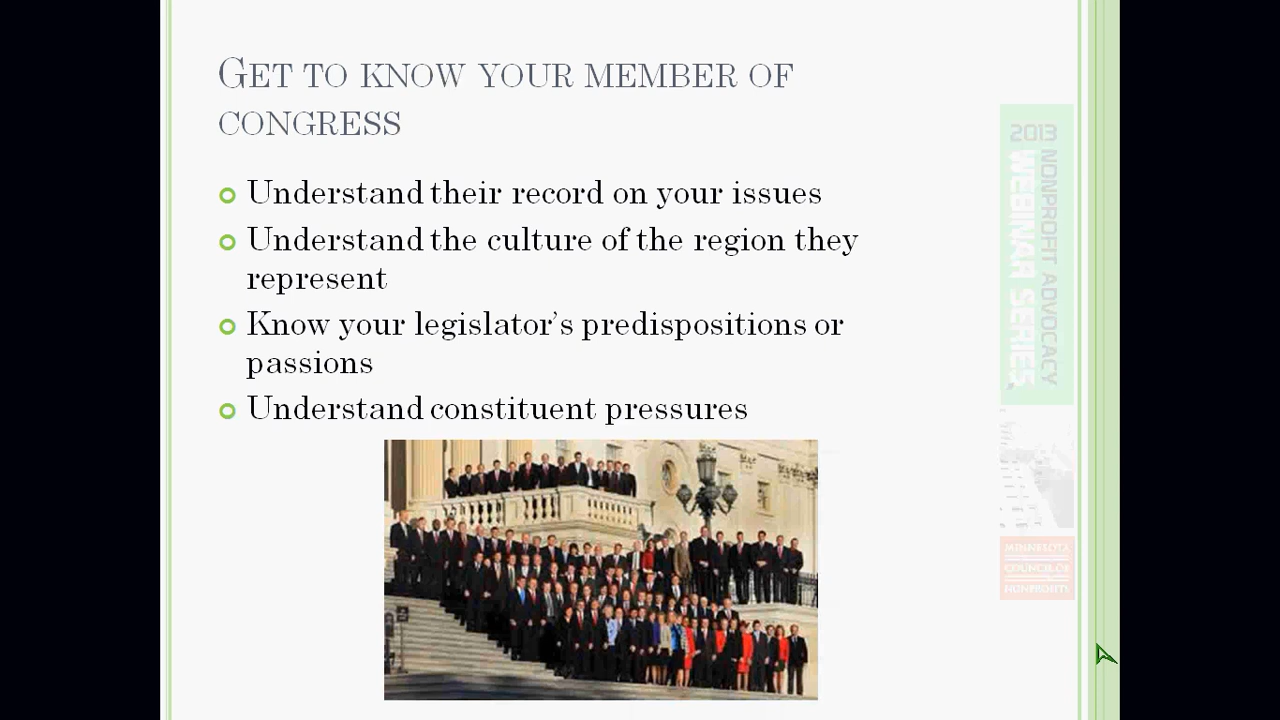 GET TO KNOW YOUR MEMBER OF
CONGRESS
Understand their record on your issues
Understand the culture of the region they
represent
Know your legislator's predispositions or
passions
Understand constituent pressures
2013
NONPROFIT ADVOCACY
WEBINAR SERIES
MINNESOTA
COUNCIL OF
NONPROFITS